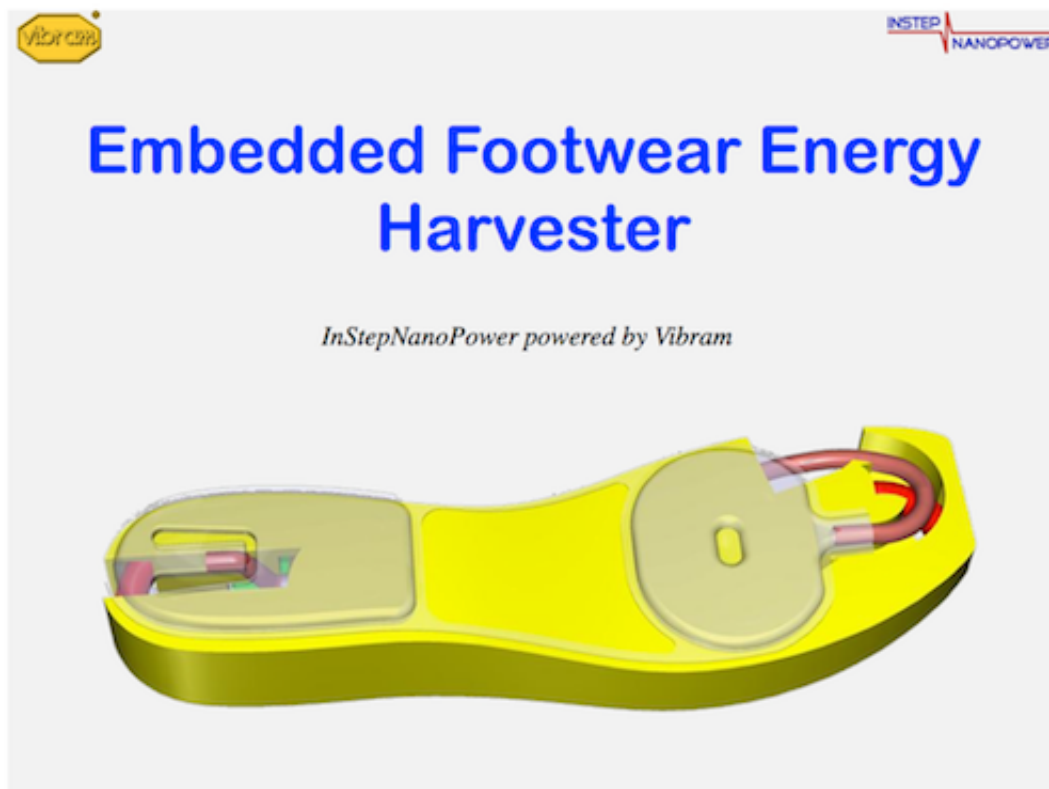 vibram
INSTEP
NANOPOWER
Embedded Footwear Energy
Harvester
InStepNanoPower powered by Vibram